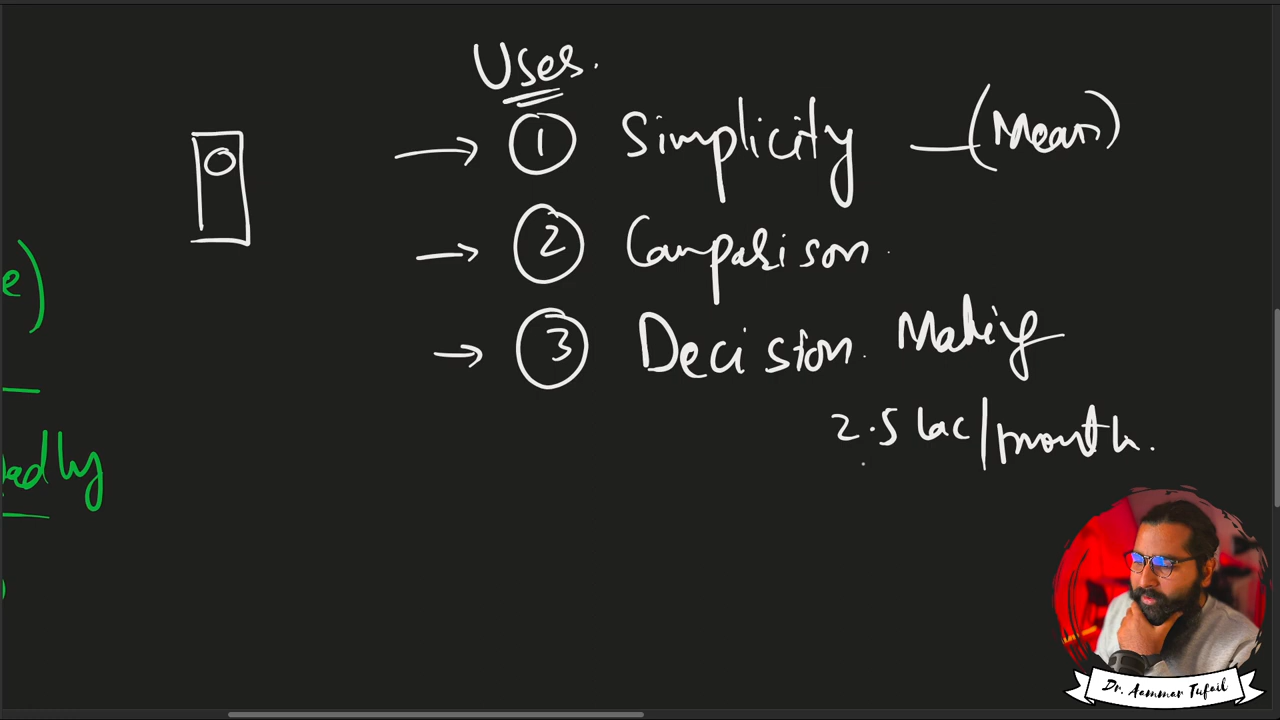 Uses.
→ ① Simplicity — (Mean)
→ ② Comparison.
→ ③ Decision Making
2.5 lac/month.
e)
Dr. Aammar Tufail